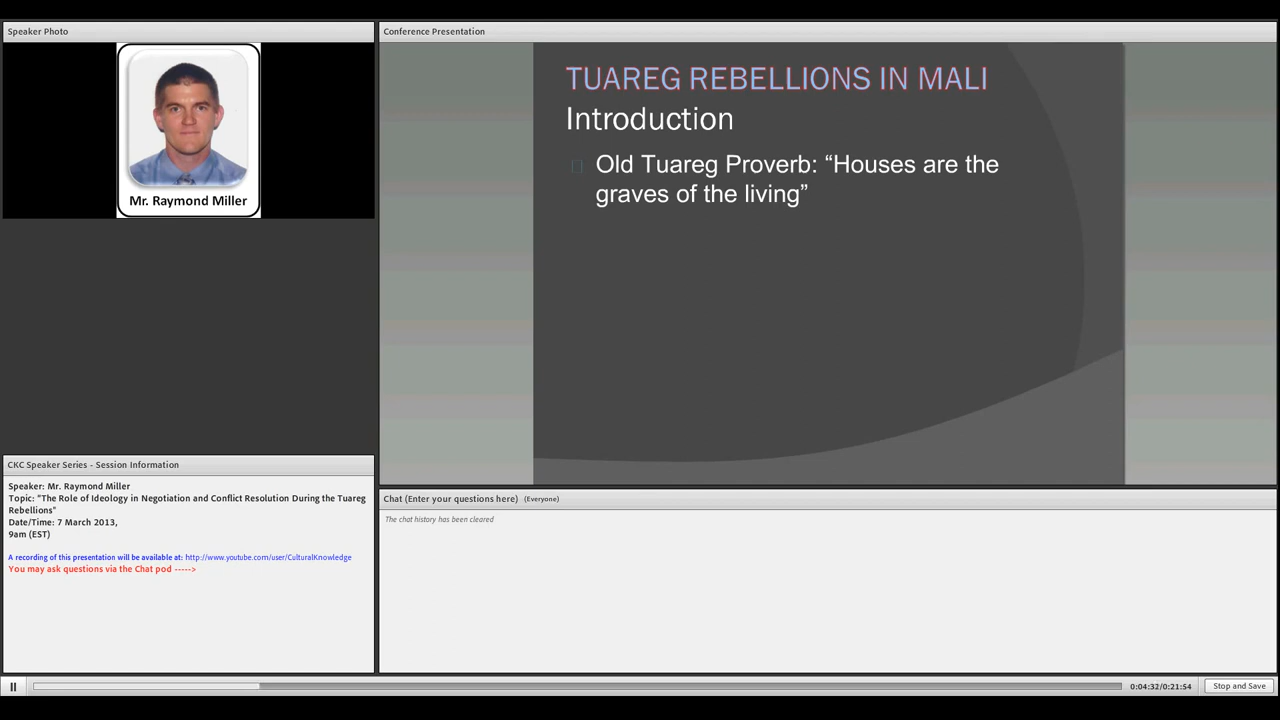 Speaker Photo
Mr. Raymond Miller
Conference Presentation
TUAREG REBELLIONS IN MALI
Introduction
Old Tuareg Proverb: “Houses are the
graves of the living”
CKC Speaker Series - Session Information
Speaker: Mr. Raymond Miller
Topic: "The Role of Ideology in Negotiation and Conflict Resolution During the Tuareg
Rebellions"
Date/Time: 7 March 2013,
9am (EST)
A recording of this presentation will be available at: http://www.youtube.com/user/CulturalKnowledge
You may ask questions via the Chat pod ----->
Chat (Enter your questions here) (Everyone)
The chat history has been cleared
0:04:32/0:21:54
Stop and Save